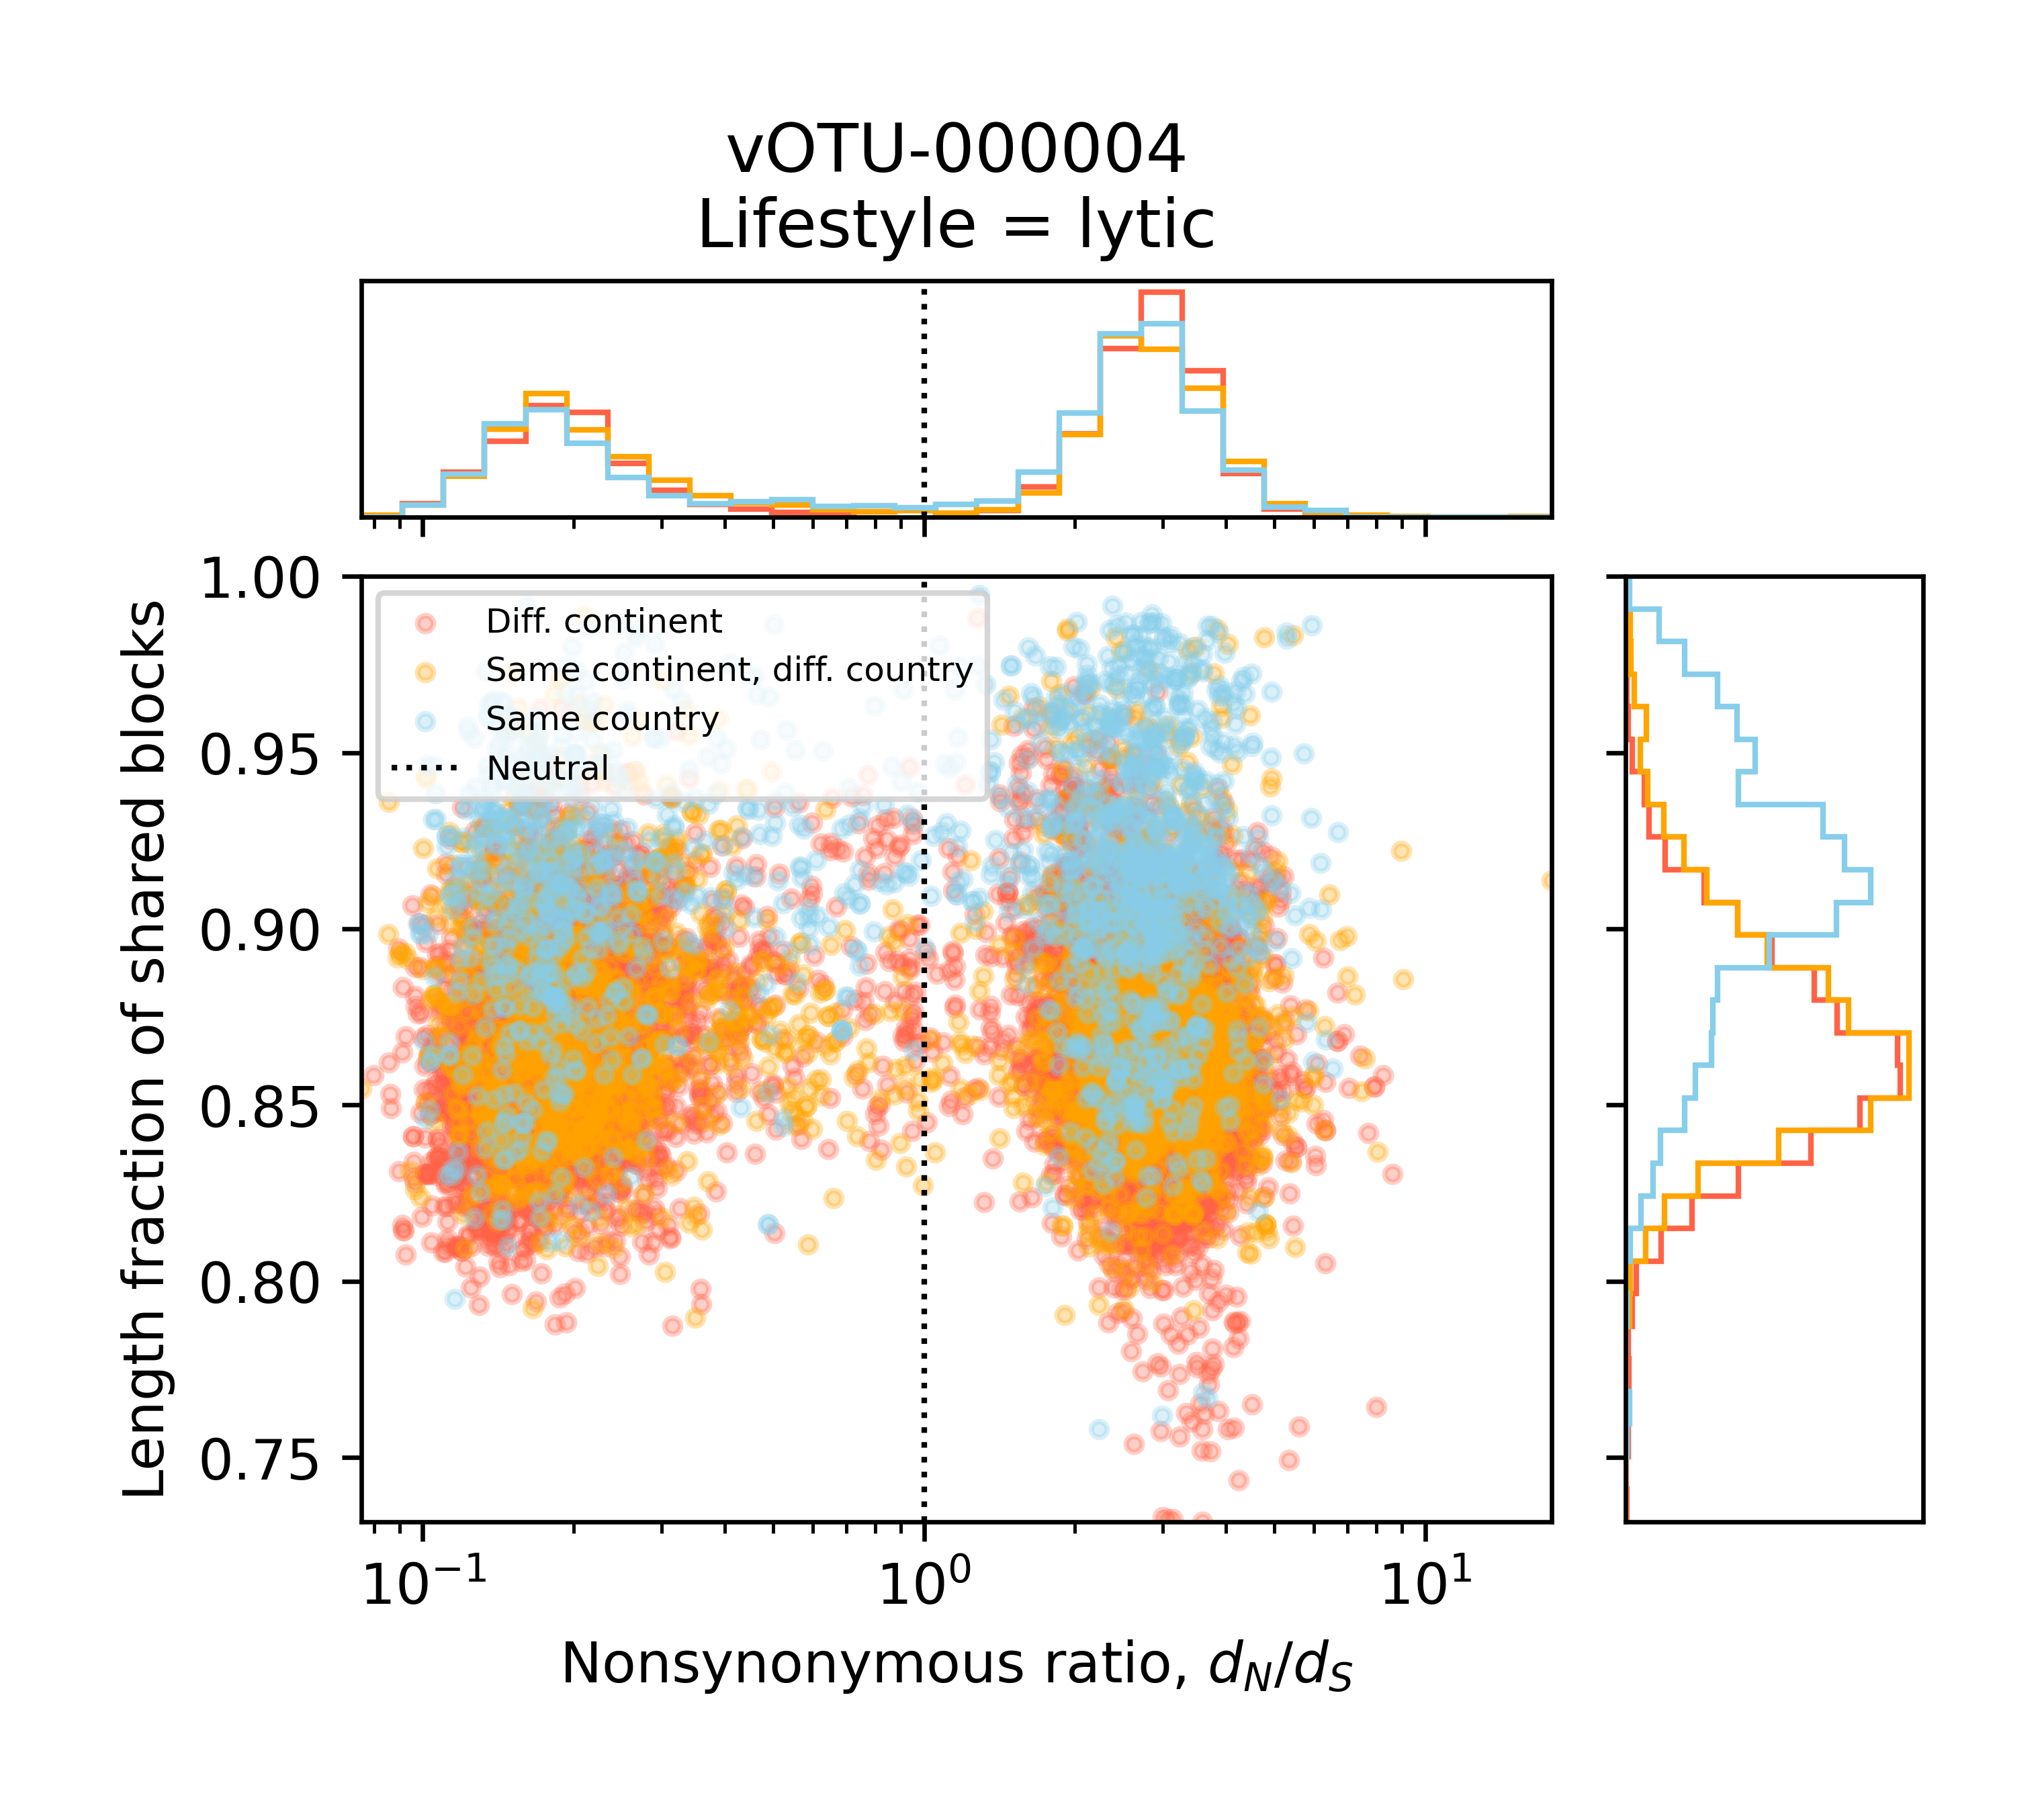 vOTU-000004
Lifestyle = lytic
1.00
0.95
0.90
0.85
0.80
0.75
Length fraction of shared blocks
Diff. continent
Same continent, diff. country
Same country
Neutral
10⁻¹
10⁰
10¹
Nonsynonymous ratio, d_N/d_S